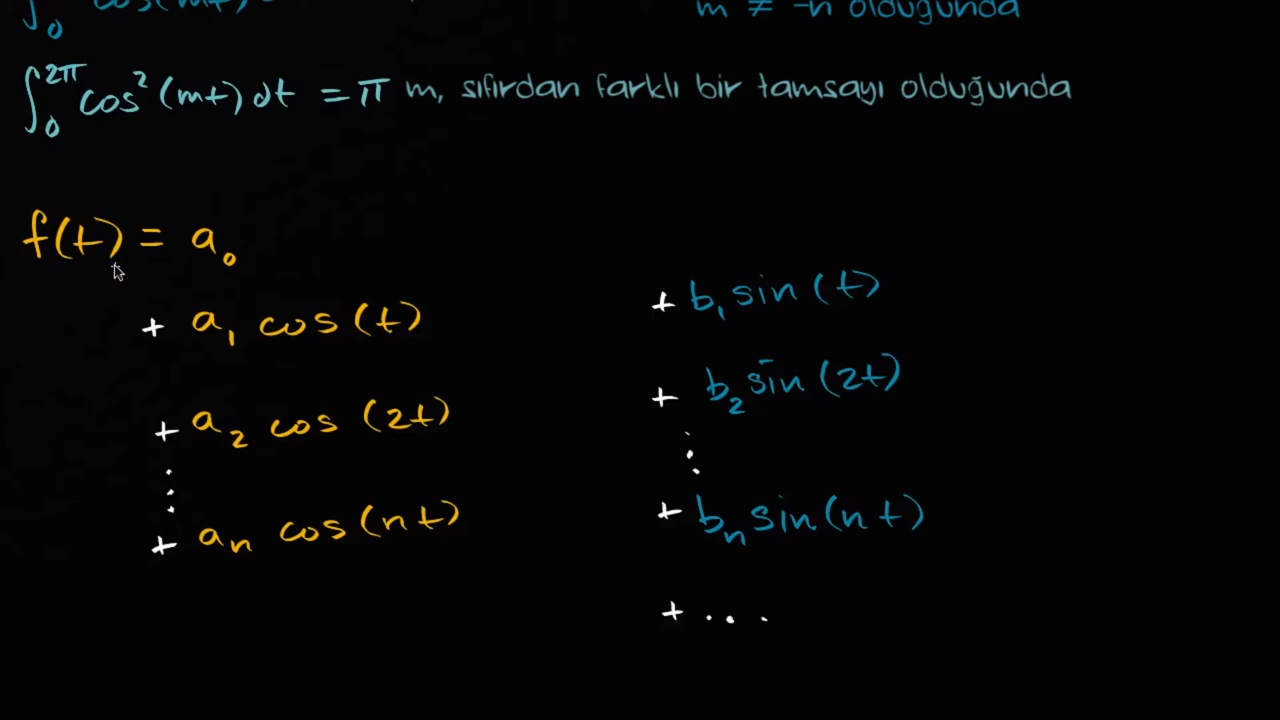 m ≠ -n olduğunda
∫₀^2π cos²(mt) dt = π m, sıfırdan farklı bir tamsayı olduğunda
f(t) = a₀
+ a₁ cos(t) + b₁ sin(t)
+ a₂ cos(2t) + b₂ sin(2t)
+ aₙ cos(nt) + bₙ sin(nt)
+ ...